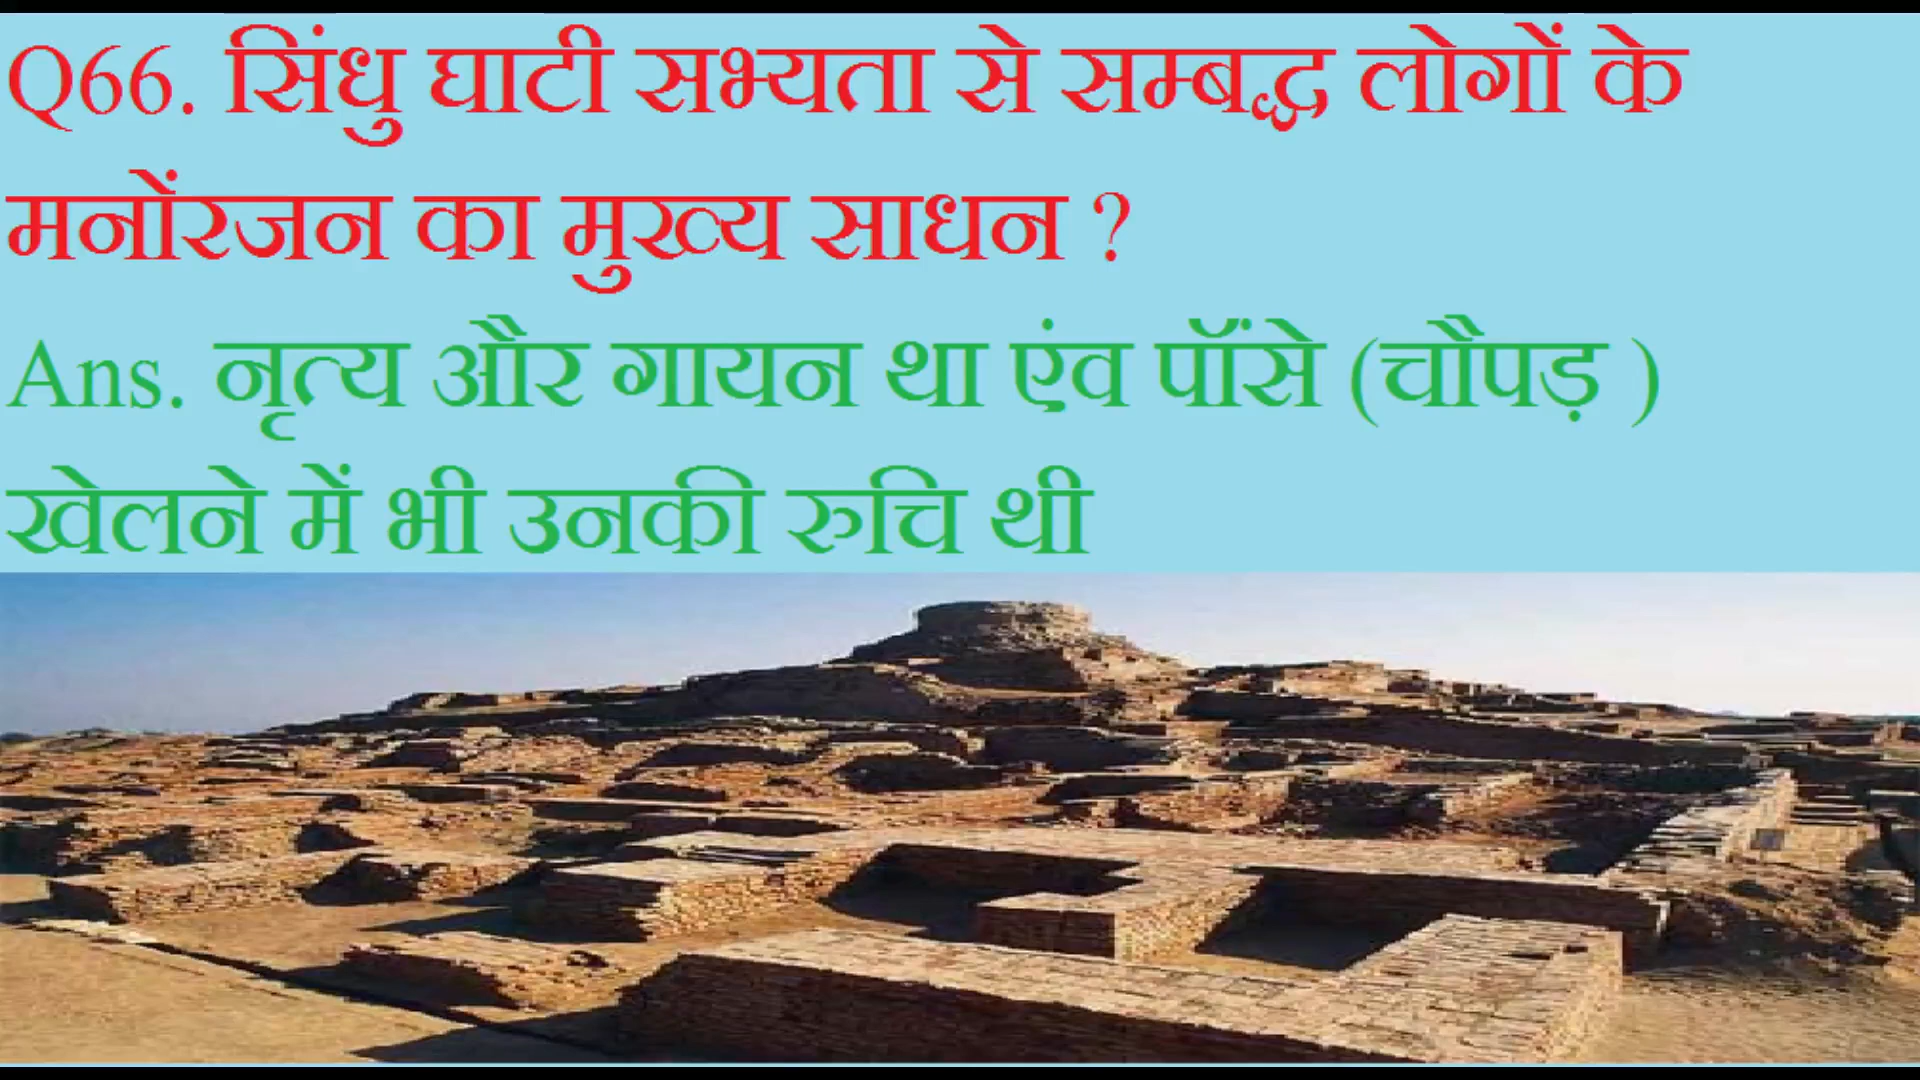 Q66. सिंधु घाटी सभ्यता से सम्बद्ध लोगों के
मनोंरजन का मुख्य साधन ?
Ans. नृत्य और गायन था एंव पॉंसे (चौपड़ )
खेलने में भी उनकी रुचि थी